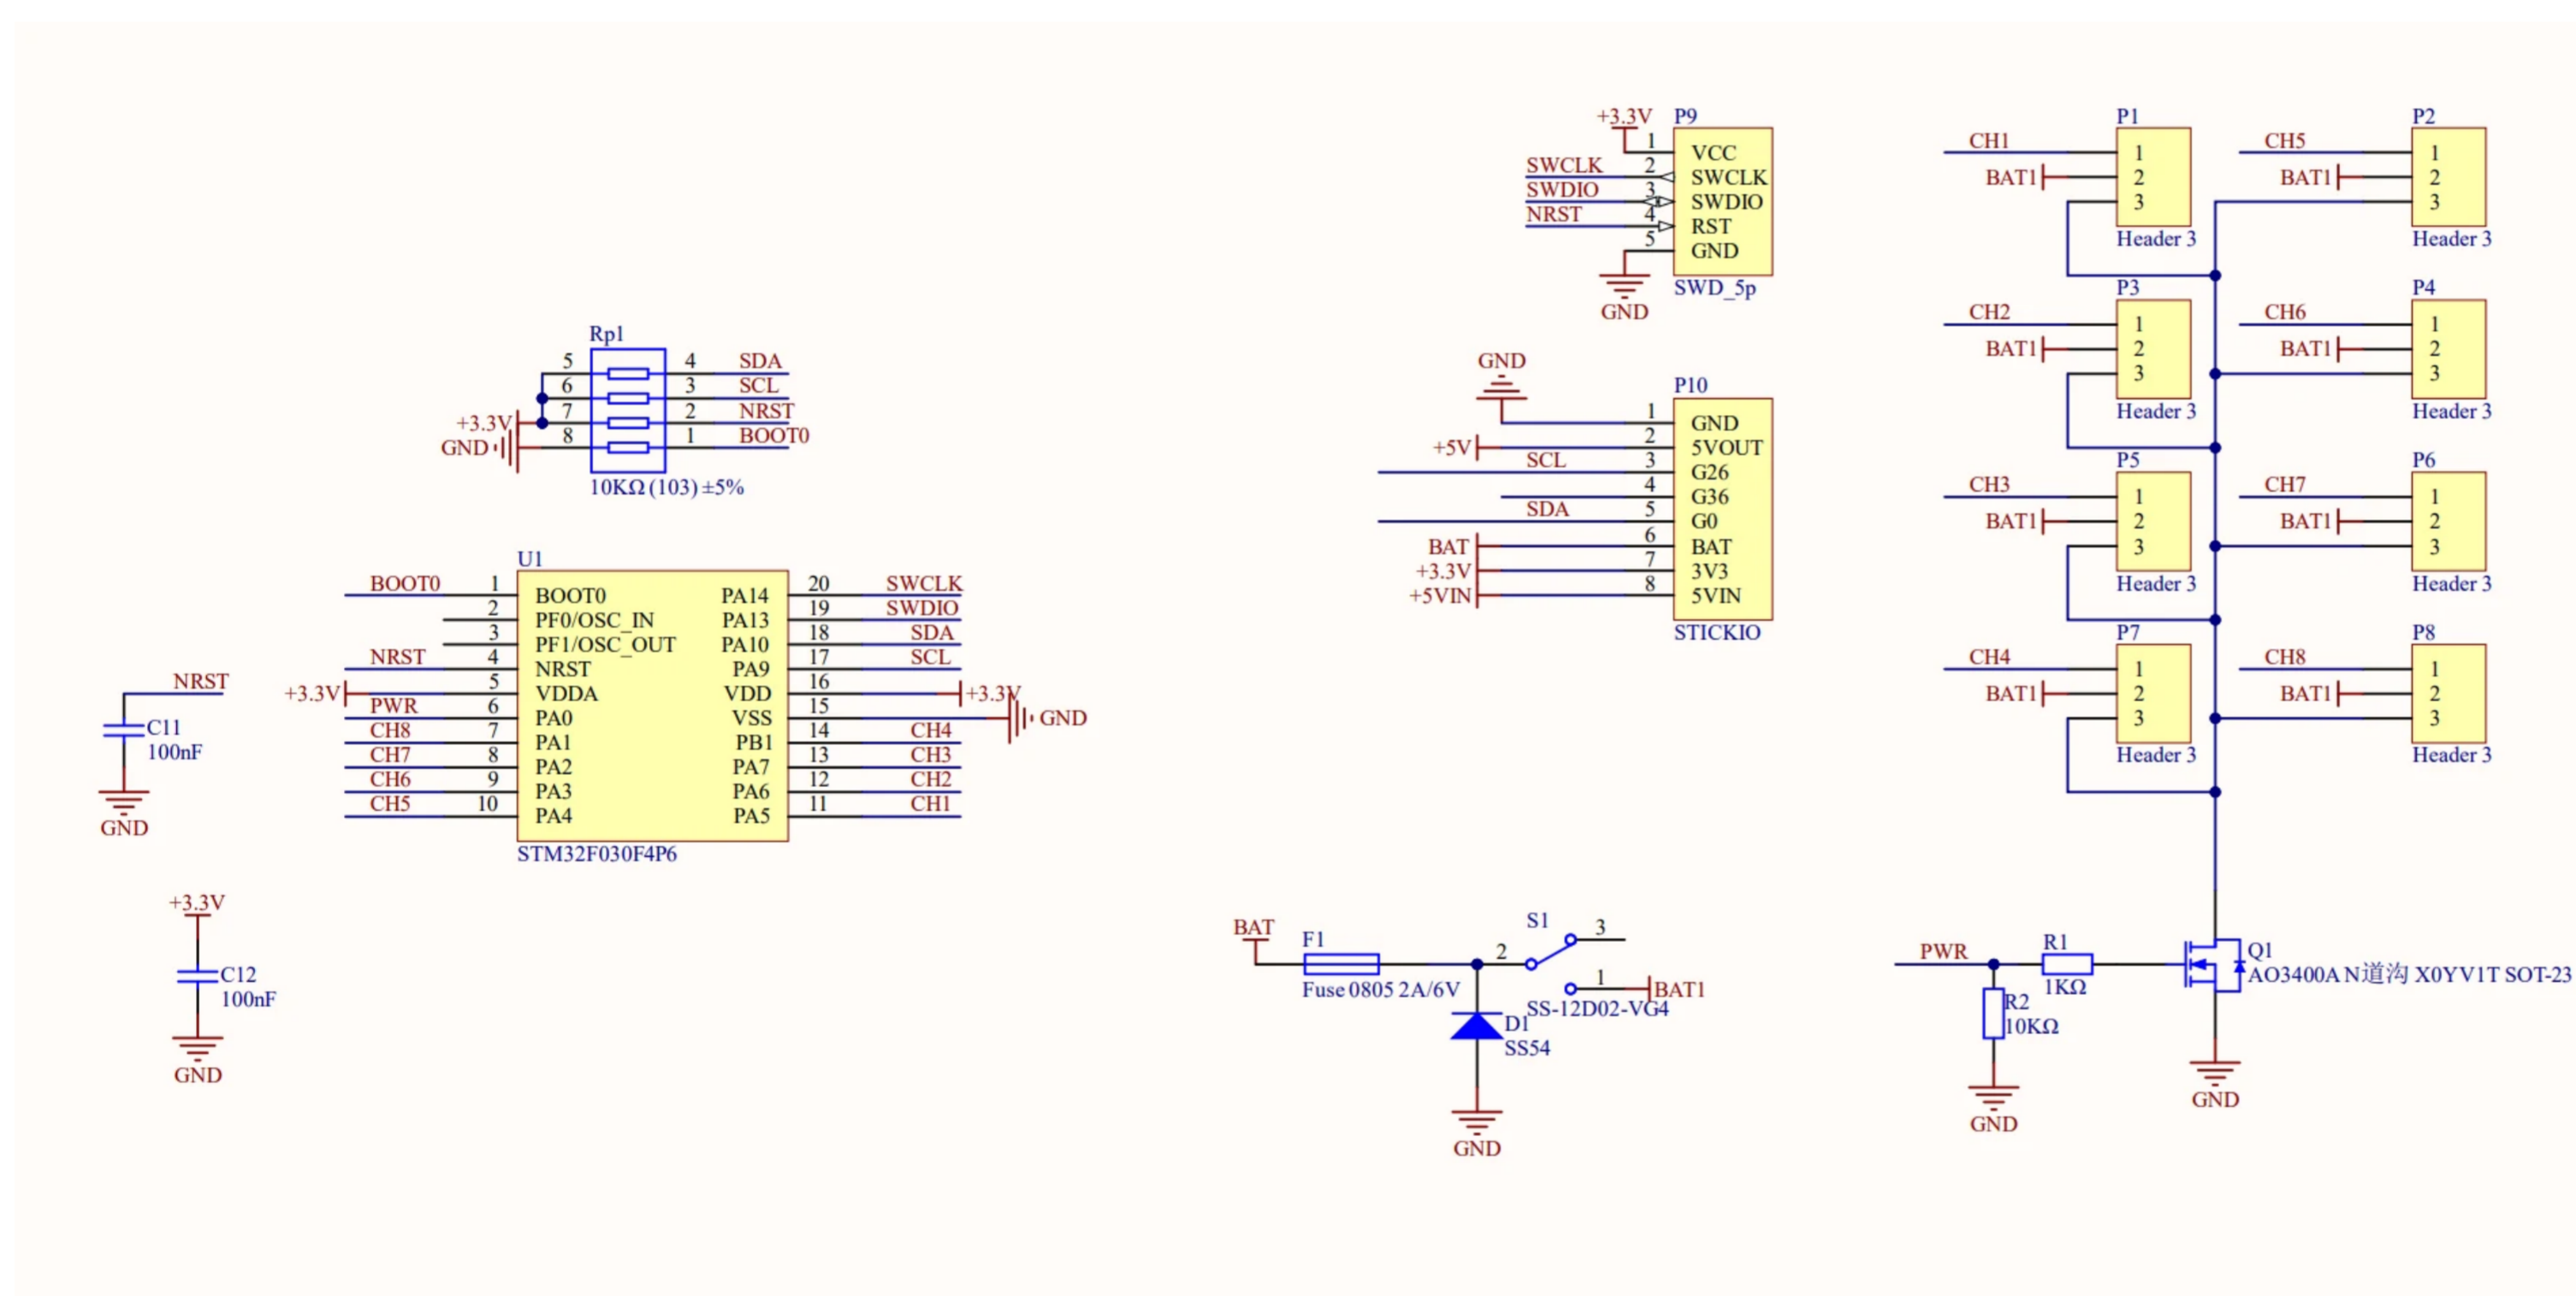 Rp1
5 4 SDA
6 3 SCL
+3.3V 7 2 NRST
GND 8 1 BOOT0
10KΩ (103) ±5%
U1
BOOT0 1 BOOT0 PA14 20 SWCLK
2 PF0/OSC_IN PA13 19 SWDIO
3 PF1/OSC_OUT PA10 18 SDA
NRST 4 NRST PA9 17 SCL
+3.3V 5 VDDA VDD 16 +3.3V
PWR 6 PA0 VSS 15 GND
CH8 7 PA1 PB1 14 CH4
CH7 8 PA2 PA7 13 CH3
CH6 9 PA3 PA6 12 CH2
CH5 10 PA4 PA5 11 CH1
STM32F030F4P6
NRST
C11
100nF
GND
+3.3V
C12
100nF
GND
+3.3V P9
1 VCC
SWCLK 2 SWCLK
SWDIO 3 SWDIO
NRST 4 RST
5 GND
SWD_5p
GND
GND
P10
1 GND
+5V 2 5VOUT
SCL 3 G26
4 G36
SDA 5 G0
BAT 6 BAT
+3.3V 7 3V3
+5VIN 8 5VIN
STICKIO
BAT
F1
Fuse 0805 2A/6V
S1
2
3
1 BAT1
SS-12D02-VG4
D1
SS54
GND
P1
CH1 1
BAT1 2
3
Header 3
P2
CH5 1
BAT1 2
3
Header 3
P3
CH2 1
BAT1 2
3
Header 3
P4
CH6 1
BAT1 2
3
Header 3
P5
CH3 1
BAT1 2
3
Header 3
P6
CH7 1
BAT1 2
3
Header 3
P7
CH4 1
BAT1 2
3
Header 3
P8
CH8 1
BAT1 2
3
Header 3
PWR
R1
1KΩ
R2
10KΩ
GND
Q1
AO3400A N道沟 X0YV1T SOT-23
GND